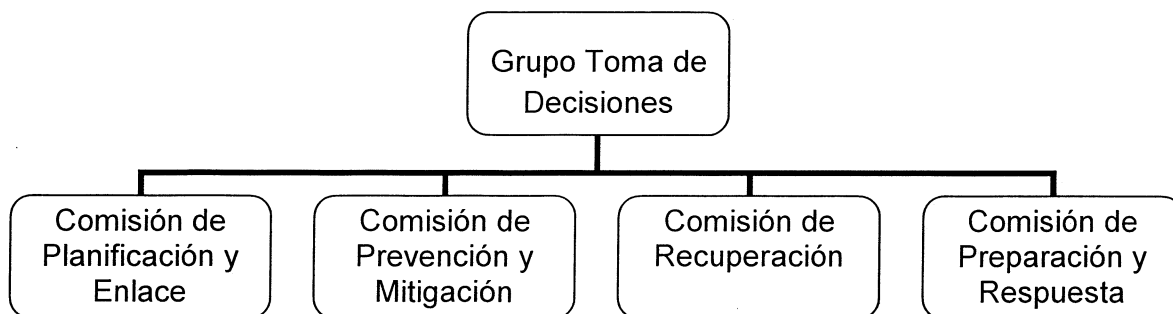 Grupo Toma de
Decisiones
Comisión de
Planificación y
Enlace
Comisión de
Prevención y
Mitigación
Comisión de
Recuperación
Comisión de
Preparación y
Respuesta